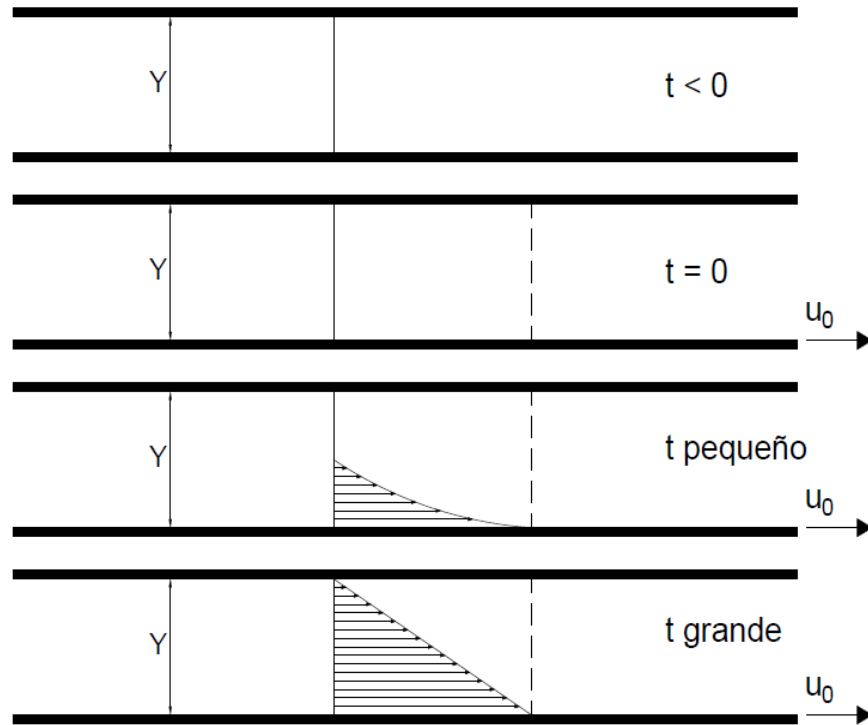 Y
t < 0
Y
t = 0
u₀
Y
t pequeño
u₀
Y
t grande
u₀